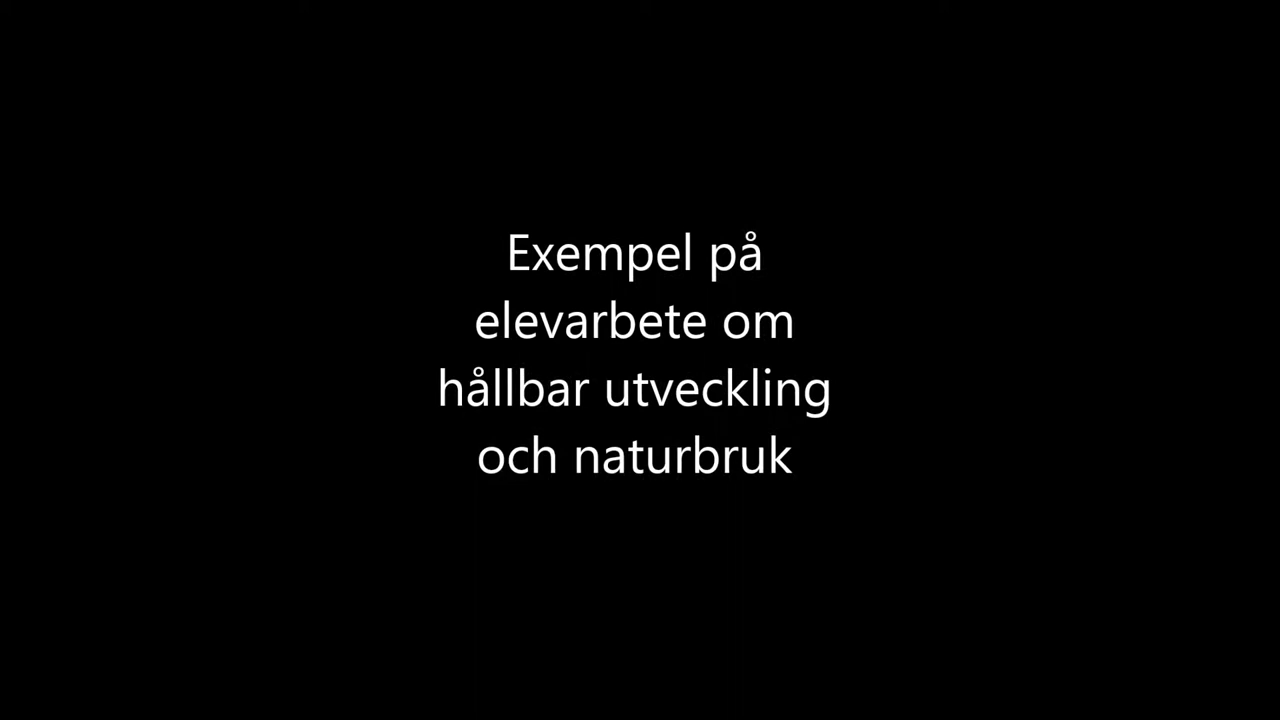 Exempel på
elevarbete om
hållbar utveckling
och naturbruk